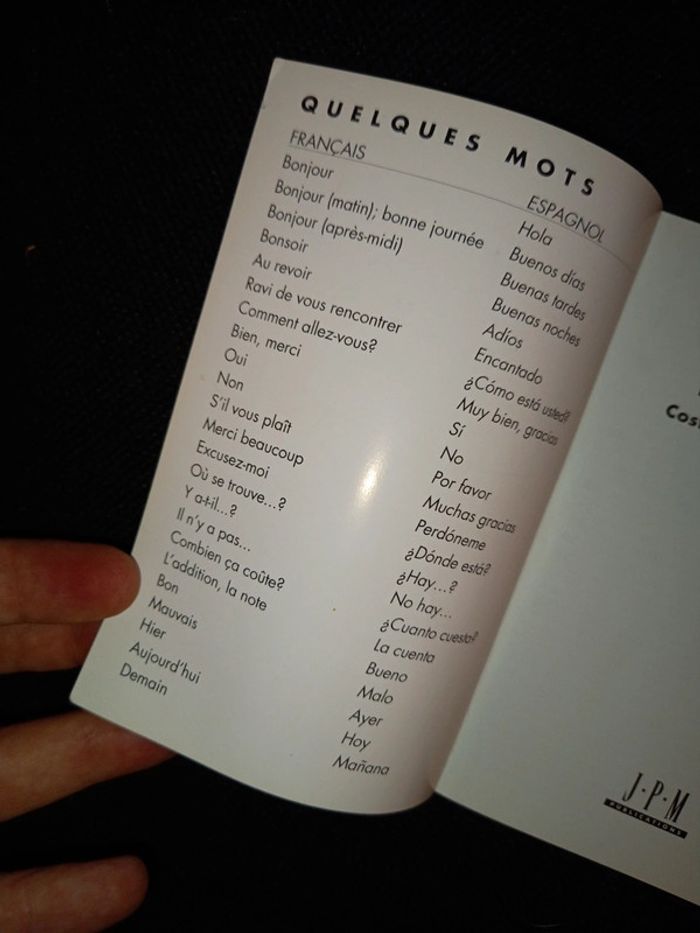 QUELQUES MOTS
FRANÇAIS ESPAGNOL
Bonjour Hola
Bonjour (matin); bonne journée Buenos días
Bonjour (après-midi) Buenas tardes
Bonsoir Buenas noches
Au revoir Adíos
Ravi de vous rencontrer Encantado
Comment allez-vous? ¿Cómo está usted?
Bien, merci Muy bien, gracias
Oui Sí
Non No
S'il vous plaît Por favor
Merci beaucoup Muchas gracias
Excusez-moi Perdóneme
Où se trouve...? ¿Dónde está?
Y a-t-il...? ¿Hay...?
Il n'y a pas... No hay...
Combien ça coûte? ¿Cuanto cuesta?
L'addition, la note La cuenta
Bon Bueno
Mauvais Malo
Hier Ayer
Aujourd'hui Hoy
Demain Mañana
J·P·M
PUBLICATIONS